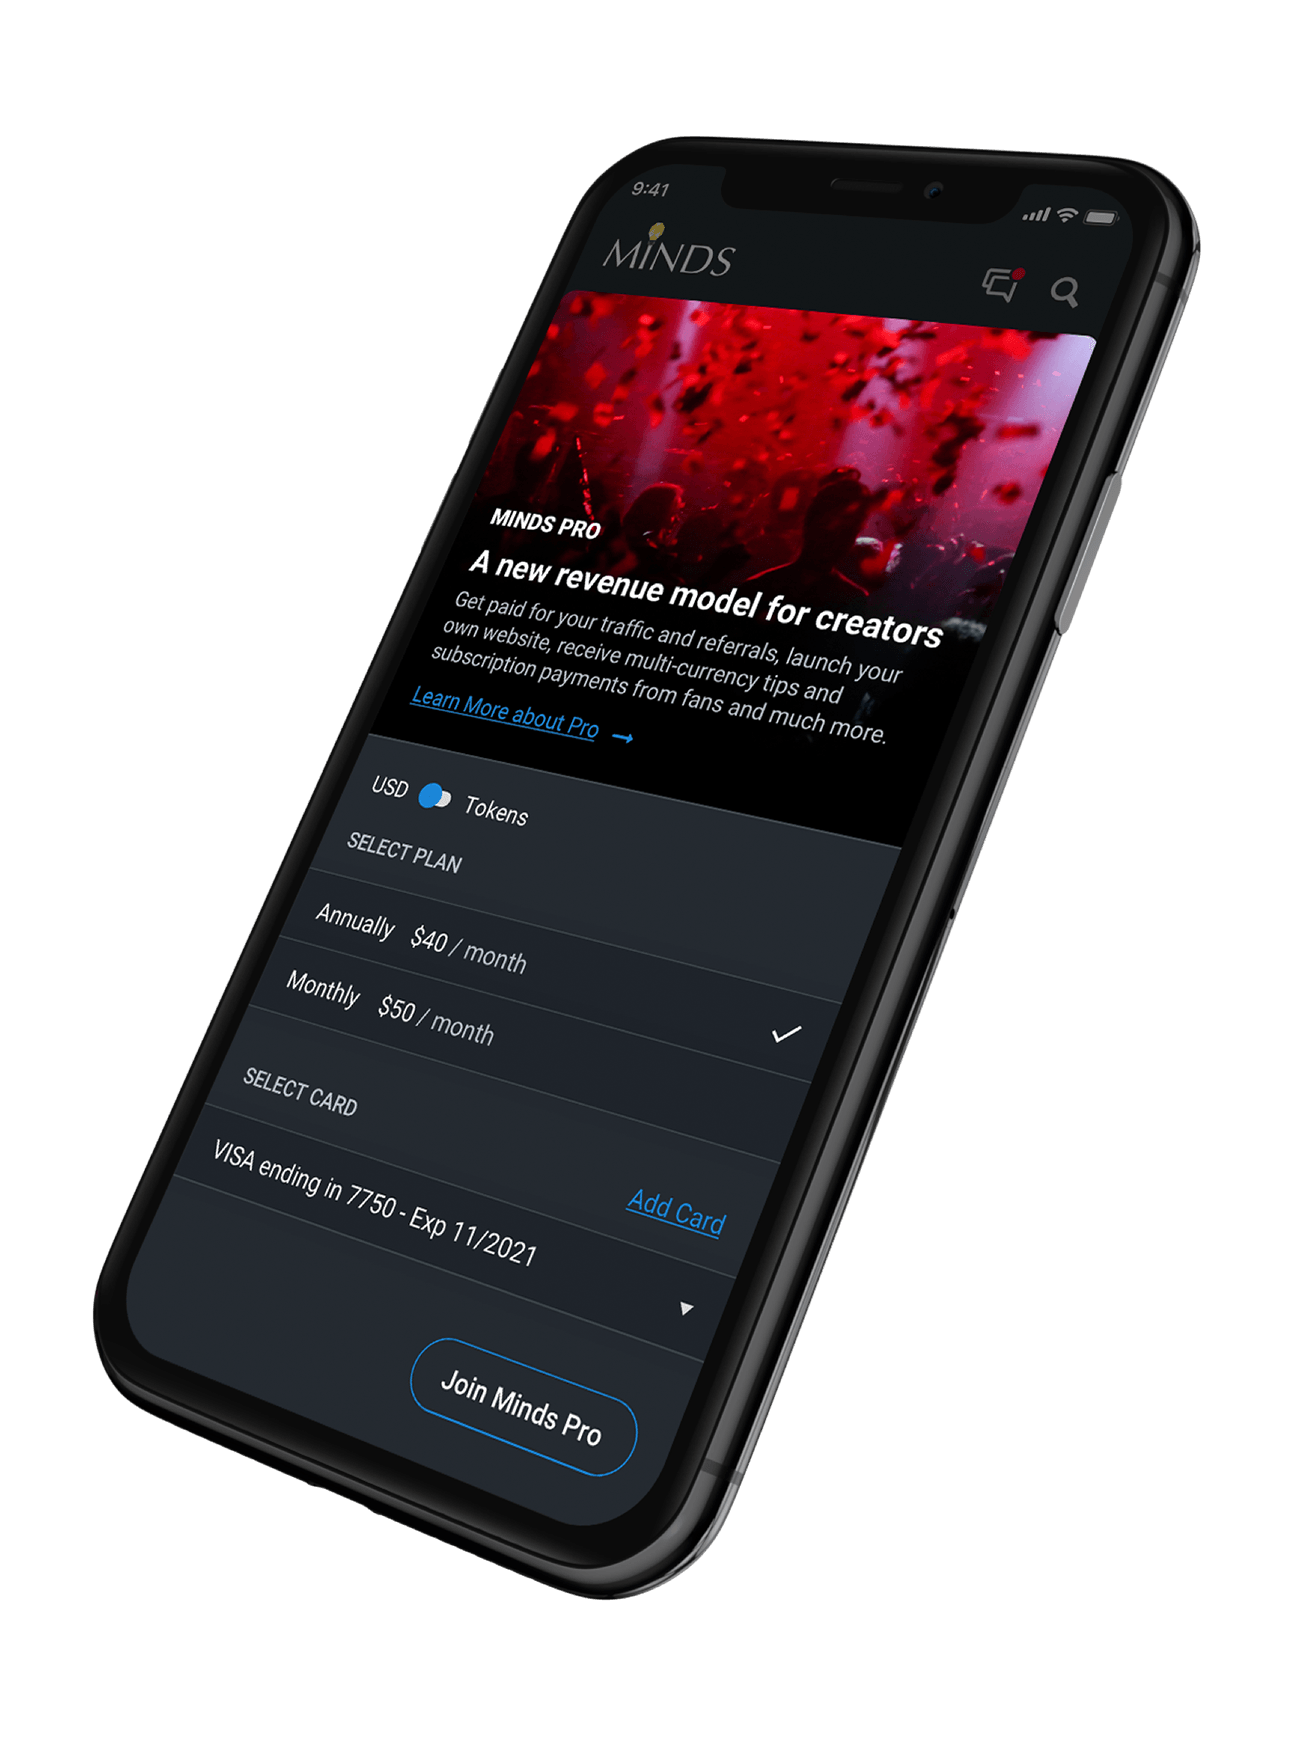 9:41
MINDS
MINDS PRO
A new revenue model for creators
Get paid for your traffic and referrals, launch your
own website, receive multi-currency tips and
subscription payments from fans and much more.
Learn More about Pro →
USD Tokens
SELECT PLAN
Annually $40 / month
Monthly $50 / month
SELECT CARD
Add Card
VISA ending in 7750 - Exp 11/2021
Join Minds Pro